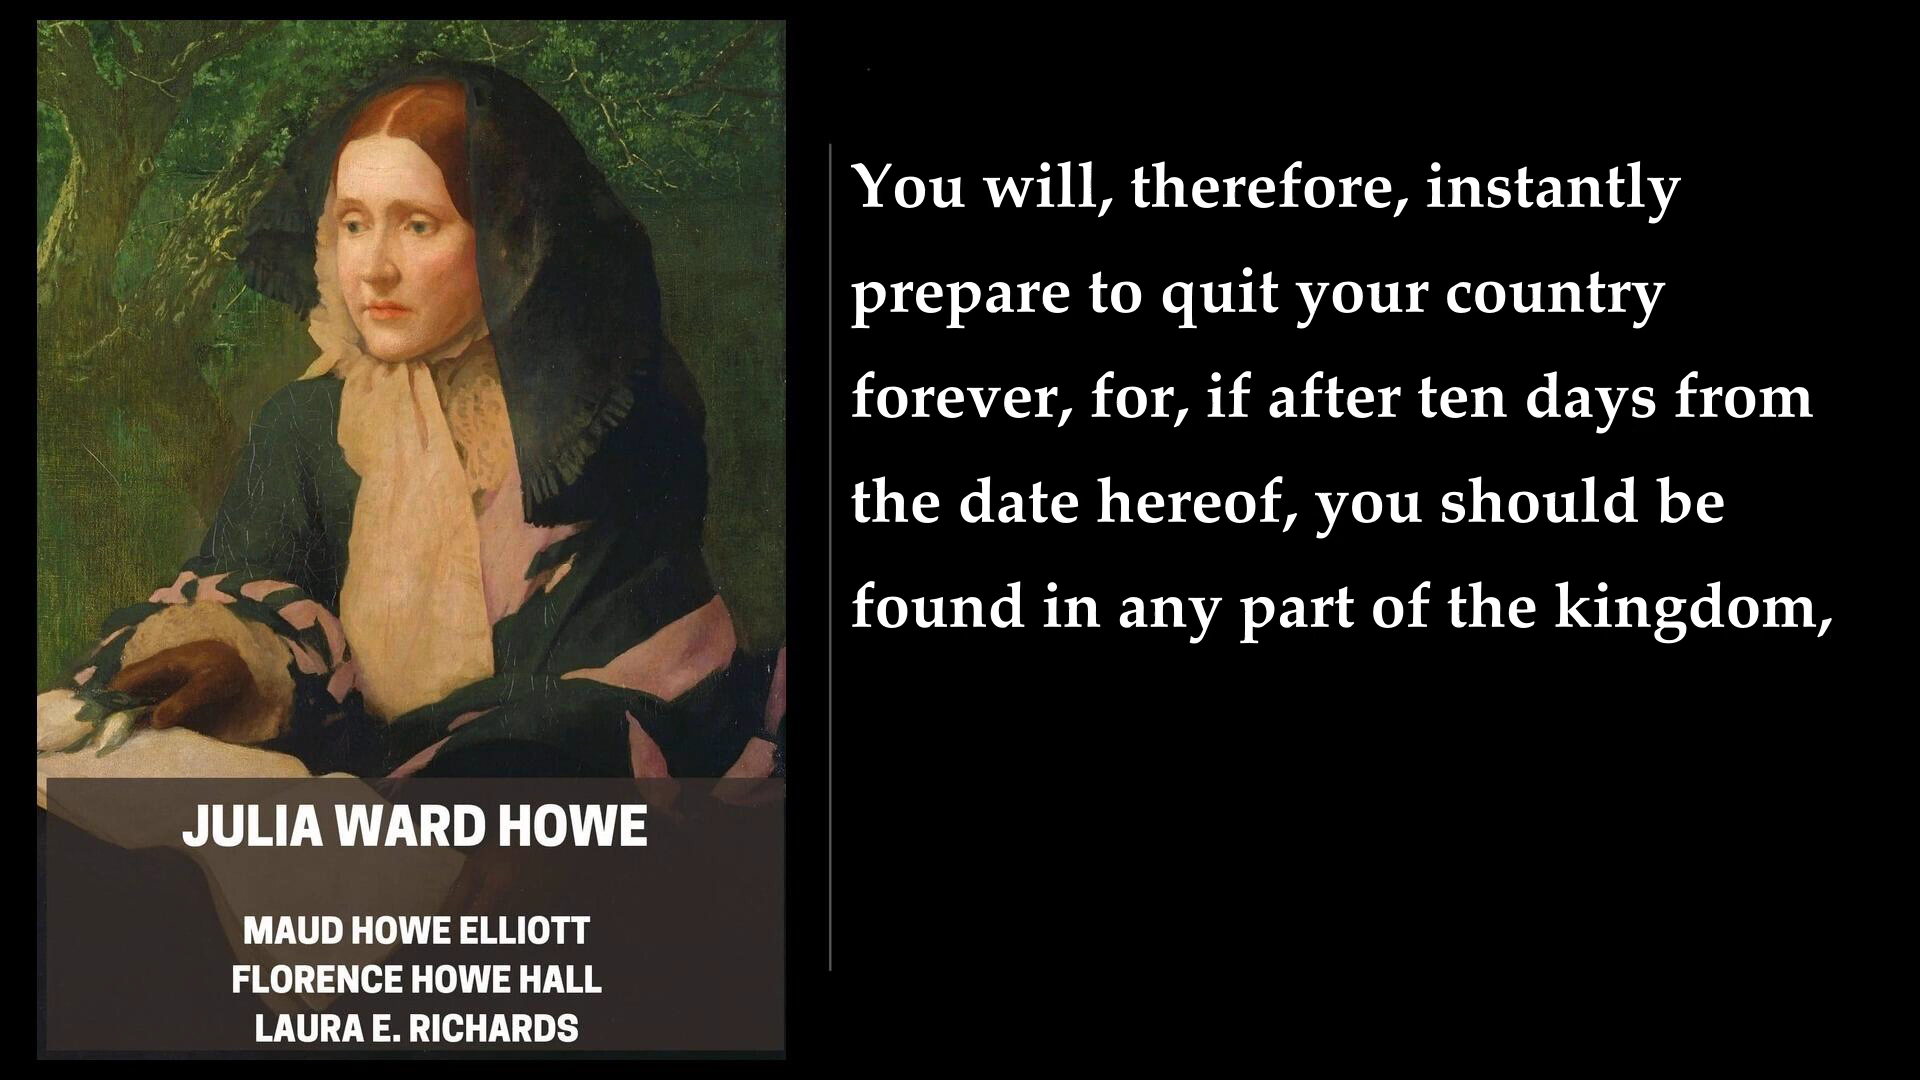 JULIA WARD HOWE
MAUD HOWE ELLIOTT
FLORENCE HOWE HALL
LAURA E. RICHARDS
You will, therefore, instantly
prepare to quit your country
forever, for, if after ten days from
the date hereof, you should be
found in any part of the kingdom,